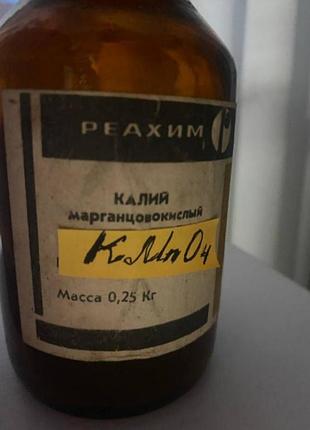 РЕАХИМ
КАЛИЙ
марганцовокислый
KMnO4
Масса 0,25 Кг